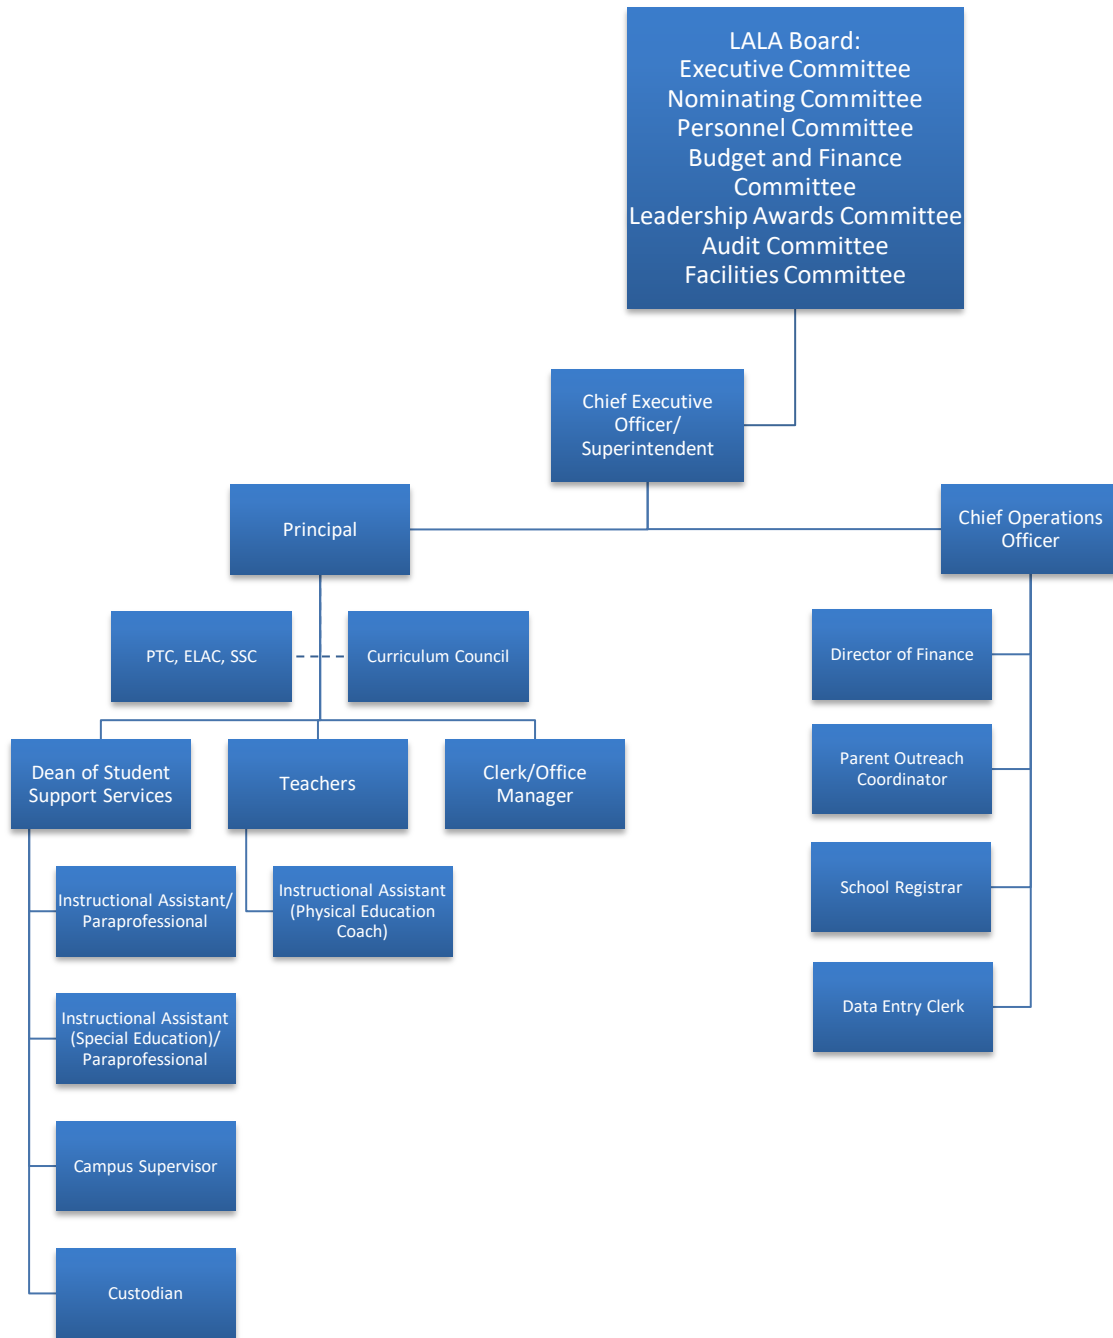 LALA Board:
Executive Committee
Nominating Committee
Personnel Committee
Budget and Finance
Committee
Leadership Awards Committee
Audit Committee
Facilities Committee
Chief Executive
Officer/
Superintendent
Principal
Chief Operations
Officer
PTC, ELAC, SSC
Curriculum Council
Director of Finance
Dean of Student
Support Services
Teachers
Clerk/Office
Manager
Parent Outreach
Coordinator
Instructional Assistant/
Paraprofessional
Instructional Assistant
(Physical Education
Coach)
School Registrar
Instructional Assistant
(Special Education)/
Paraprofessional
Data Entry Clerk
Campus Supervisor
Custodian